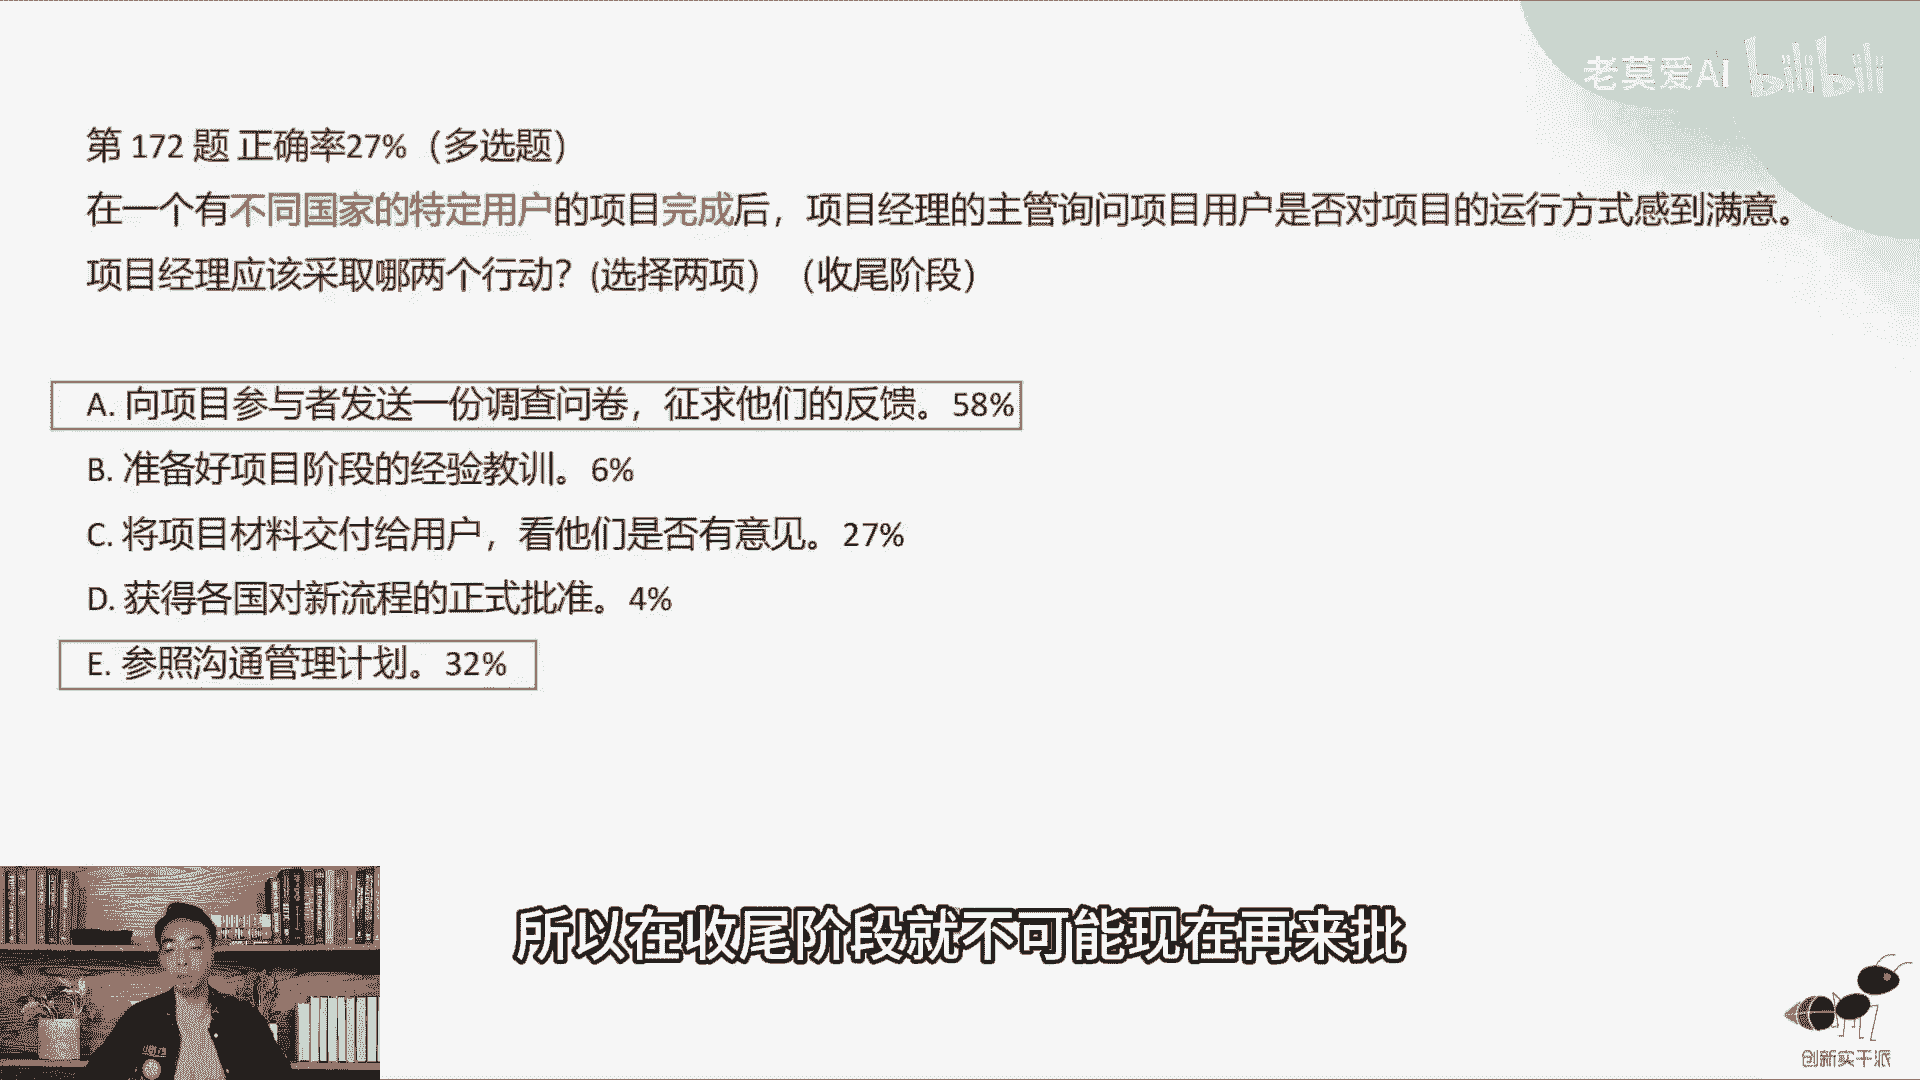 老莫爱AI bilibili
第 172 题 正确率27%（多选题）
在一个有不同国家的特定用户的项目完成后，项目经理的主管询问项目用户是否对项目的运行方式感到满意。
项目经理应该采取哪两个行动？(选择两项）（收尾阶段）
A. 向项目参与者发送一份调查问卷，征求他们的反馈。58%
B. 准备好项目阶段的经验教训。6%
C. 将项目材料交付给用户，看他们是否有意见。27%
D. 获得各国对新流程的正式批准。4%
E. 参照沟通管理计划。32%
所以在收尾阶段就不可能现在再来批
创新实干派